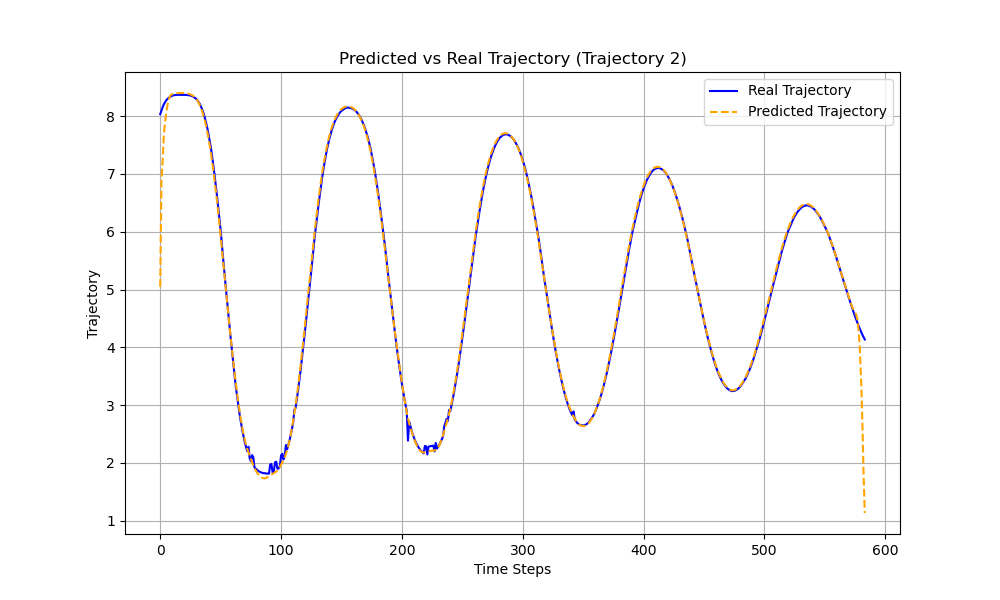 Predicted vs Real Trajectory (Trajectory 2)
Real Trajectory
Predicted Trajectory
Trajectory
8
7
6
5
4
3
2
1
0 100 200 300 400 500 600
Time Steps